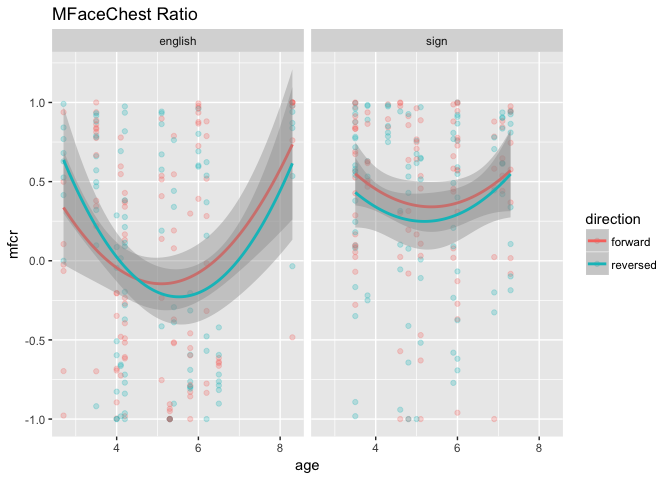 MFaceChest Ratio
english
sign
1.0
0.5
0.0
-0.5
-1.0
mfcr
4
6
8
4
6
8
age
direction
forward
reversed